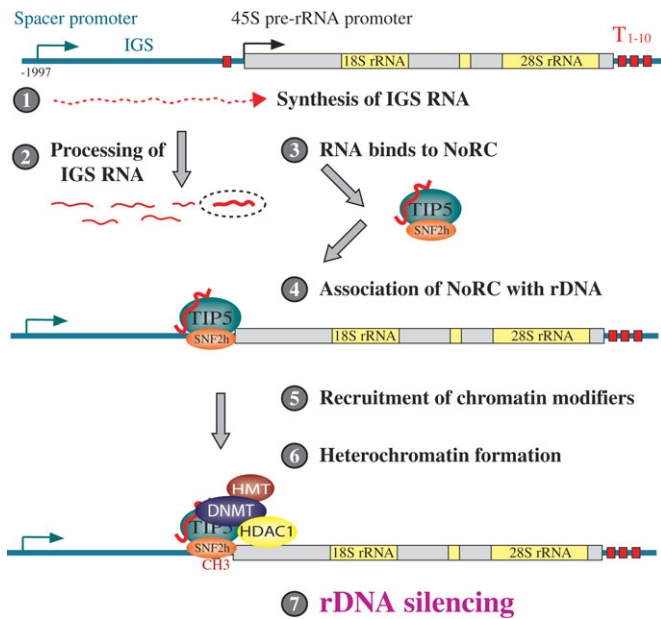 Spacer promoter
45S pre-rRNA promoter
IGS
T1-10
-1997
18S rRNA
28S rRNA
1
Synthesis of IGS RNA
2
Processing of
IGS RNA
3
RNA binds to NoRC
TIP5
SNF2h
4
Association of NoRC with rDNA
TIP5
SNF2h
18S rRNA
28S rRNA
5
Recruitment of chromatin modifiers
6
Heterochromatin formation
HMT
DNMT
TIP5
HDAC1
SNF2h
18S rRNA
28S rRNA
CH3
7
rDNA silencing